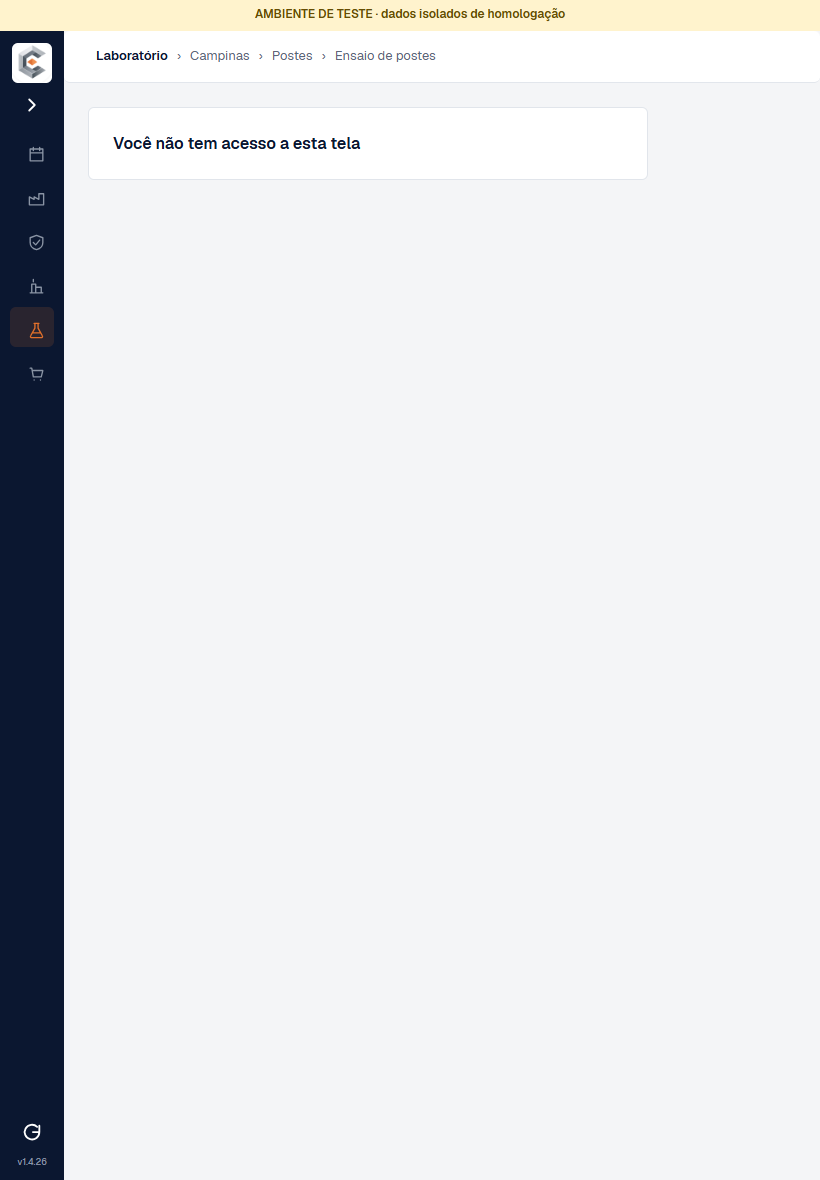 AMBIENTE DE TESTE · dados isolados de homologação
Laboratório › Campinas › Postes › Ensaio de postes
Você não tem acesso a esta tela
v1.4.26